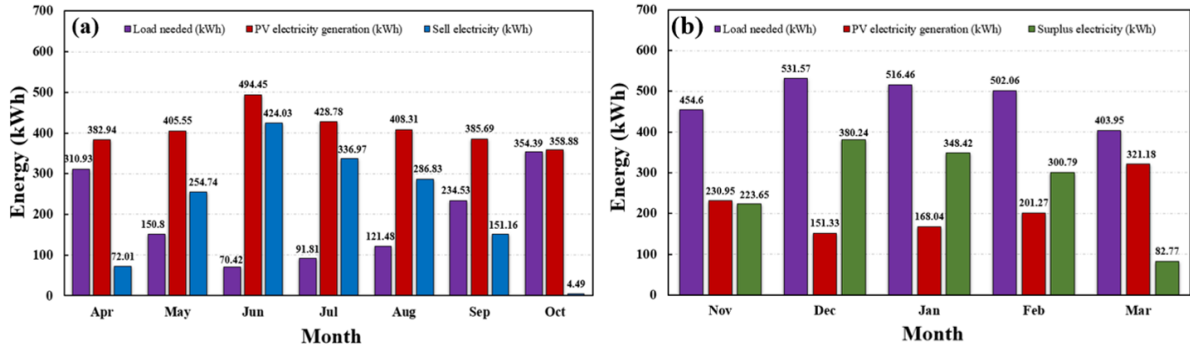 (a)
Load needed (kWh) PV electricity generation (kWh) Sell electricity (kWh)
Energy (kWh)
700
600
500
400
300
200
100
0
310.93 382.94 72.01
150.8 405.55 254.74
70.42 494.45 424.03
91.81 428.78 336.97
121.48 408.31 286.83
234.53 385.69 151.16
354.39 358.88 4.49
Apr May Jun Jul Aug Sep Oct
Month
(b)
Load needed (kWh) PV electricity generation (kWh) Surplus electricity (kWh)
Energy (kWh)
700
600
500
400
300
200
100
0
454.6 230.95 223.65
531.57 151.33 380.24
516.46 168.04 348.42
502.06 201.27 300.79
403.95 321.18 82.77
Nov Dec Jan Feb Mar
Month